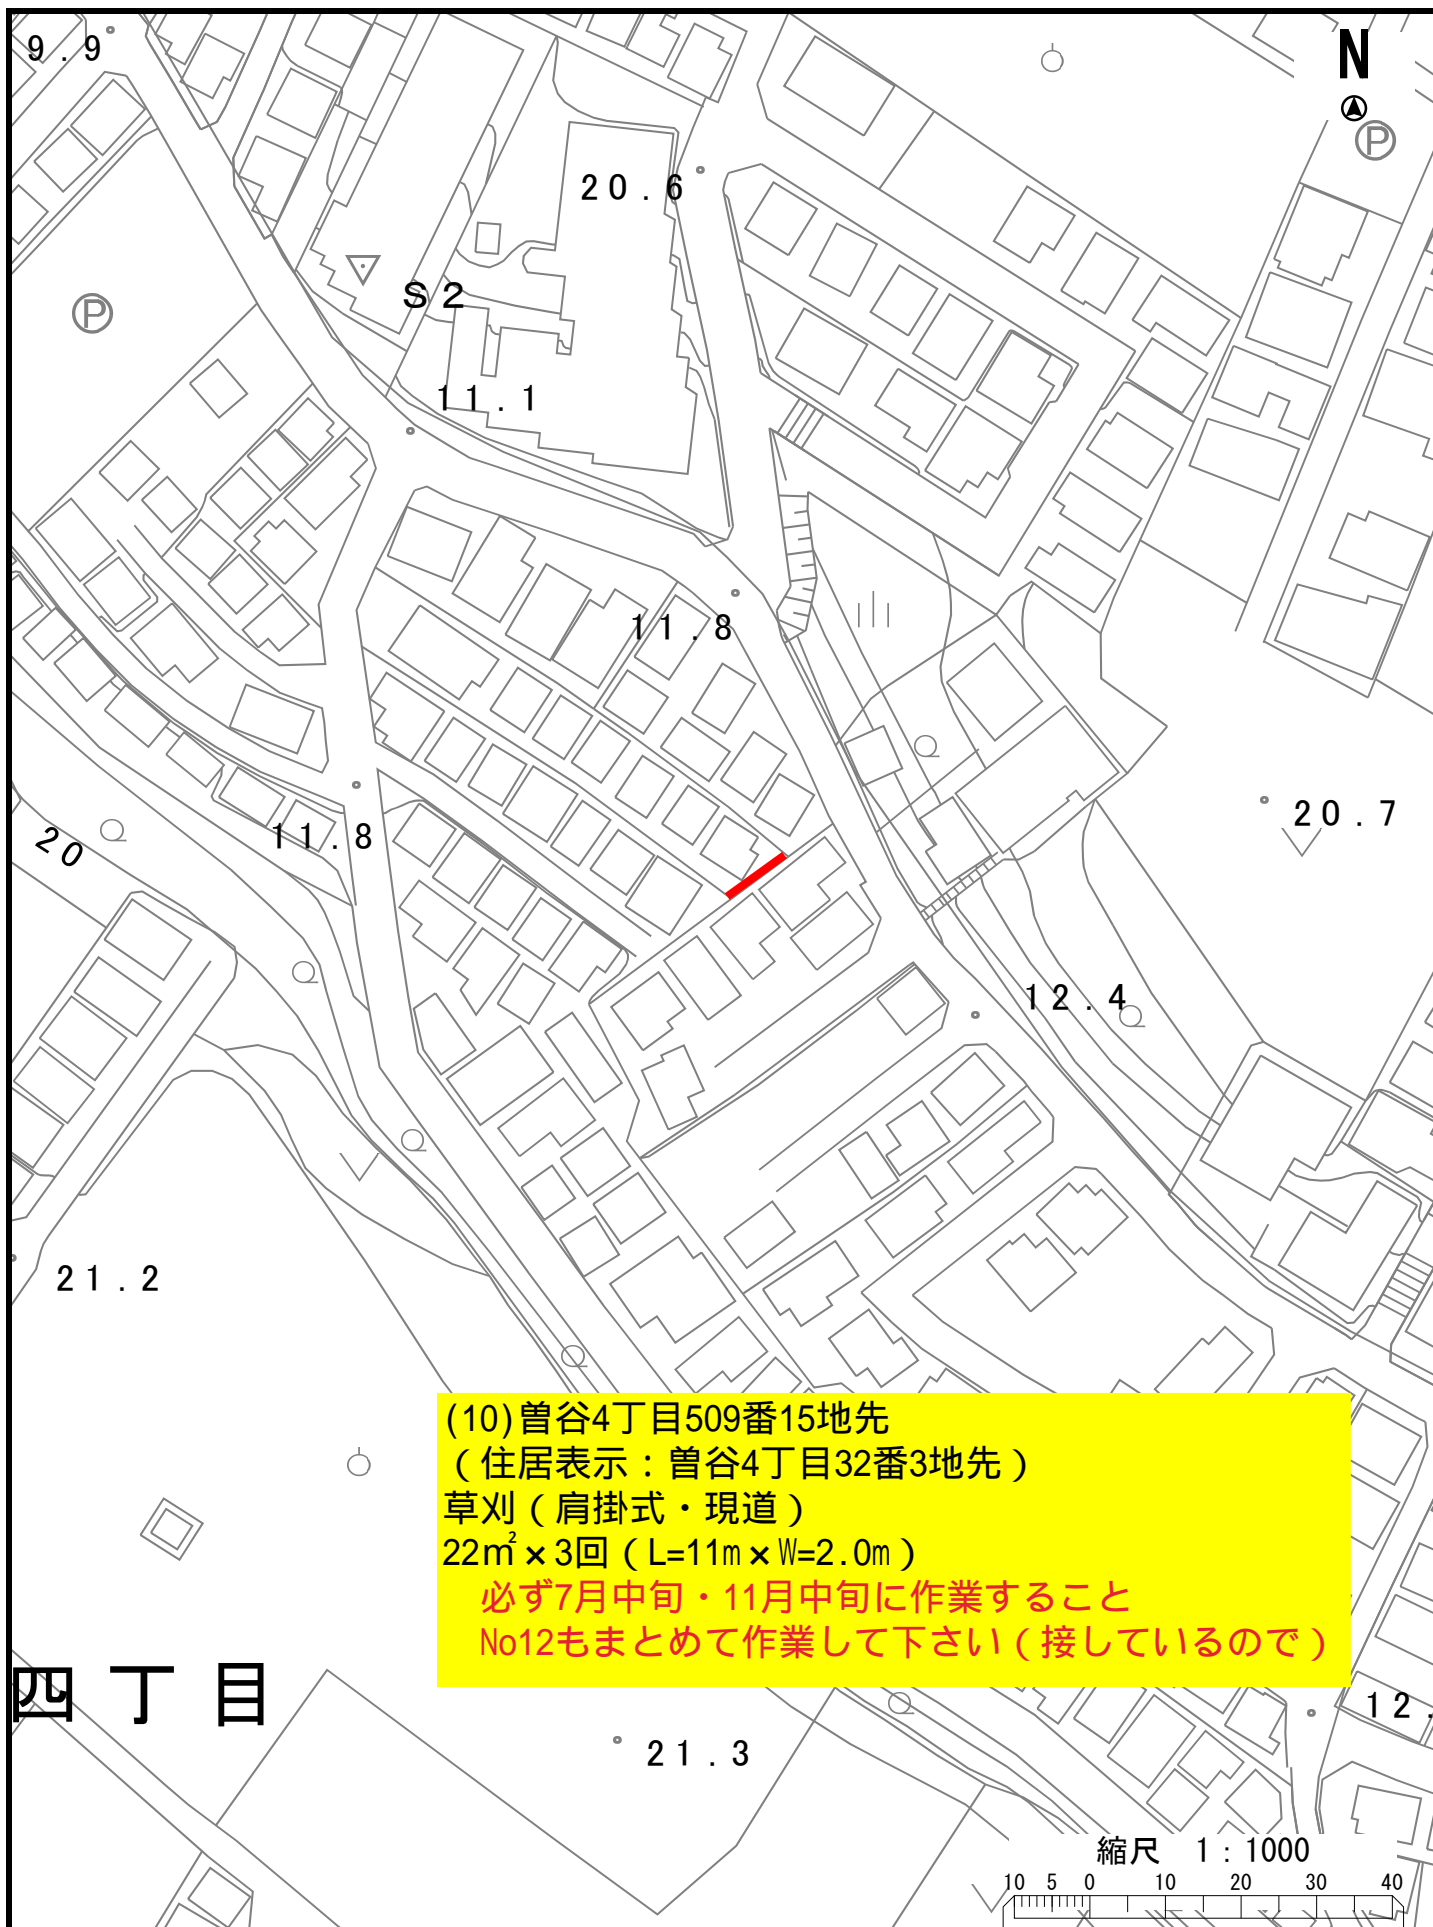 9.9
N
P
20.6
S2
P
11.1
11.8
20.7
11.8
20
12.4
21.2
(10)曽谷4丁目509番15地先
（住居表示：曽谷4丁目32番3地先）
草刈（肩掛式・現道）
22㎡×3回（L=11m×W=2.0m）
必ず7月中旬・11月中旬に作業すること
No12もまとめて作業して下さい（接しているので）
四丁目
12.
21.3
縮尺 1:1000
10 5 0 10 20 30 40